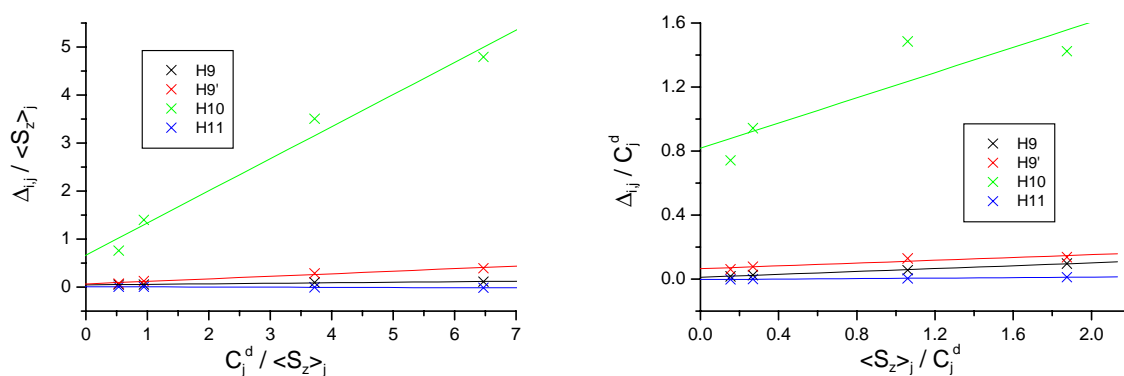 Δi,j / <Sz>j
5
4
3
2
1
0
H9
H9'
H10
H11
0 1 2 3 4 5 6 7
Cjd / <Sz>j
Δi,j / Cjd
1.6
1.2
0.8
0.4
0.0
H9
H9'
H10
H11
0.0 0.4 0.8 1.2 1.6 2.0
<Sz>j / Cjd